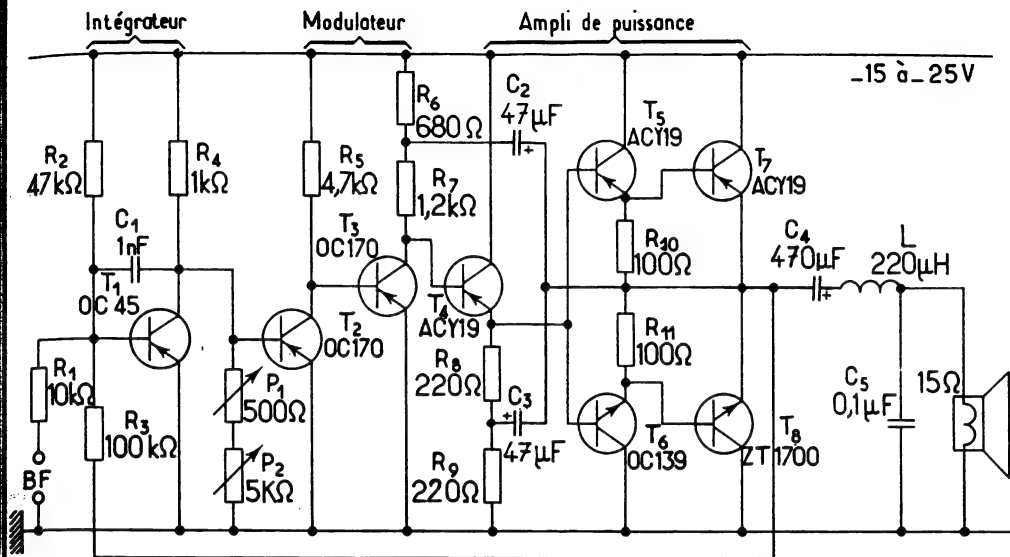 Intégrateur
Modulateur
Ampli de puissance
-15 à -25V
R2
47kΩ
R4
1kΩ
C1
1nF
T1
OC45
R1
10kΩ
BF
R3
100kΩ
P1
500Ω
P2
5KΩ
R5
4,7kΩ
T2
OC170
T3
OC170
R6
680Ω
R7
1,2kΩ
C2
47µF
+
T4
ACY19
R8
220Ω
C3
+
47µF
R9
220Ω
T5
ACY19
R10
100Ω
R11
100Ω
T6
OC139
T7
ACY19
T8
ZT1700
C4
470µF
+
L
220µH
C5
0,1µF
15Ω